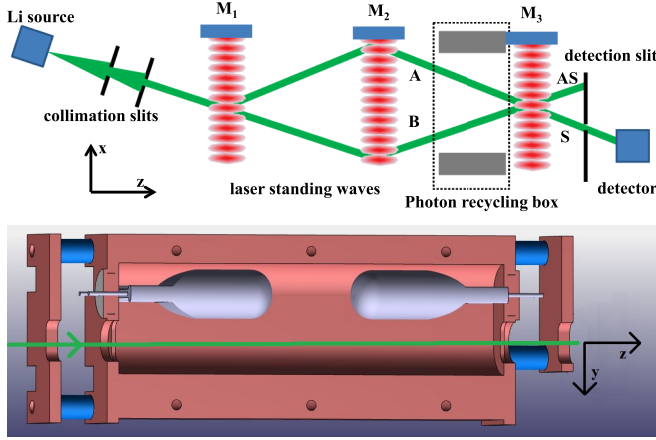 Li source
M1
M2
M3
detection slit
AS
A
collimation slits
B
S
x
z
laser standing waves
Photon recycling box
detector
z
y